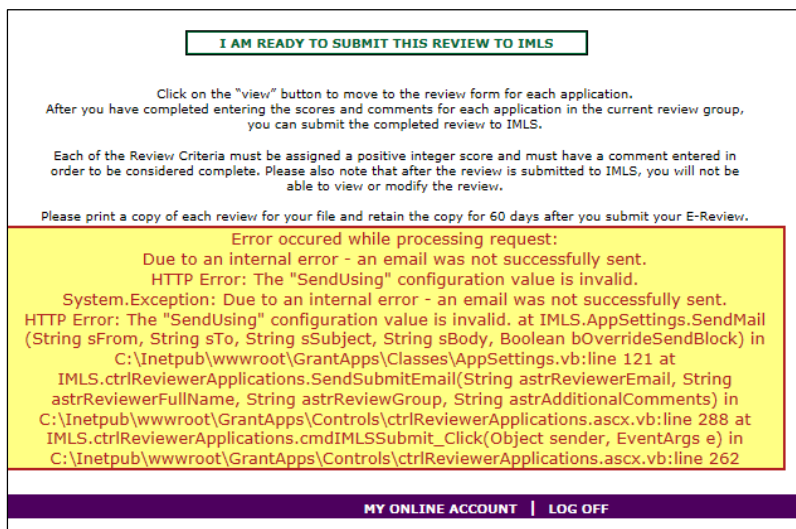 I AM READY TO SUBMIT THIS REVIEW TO IMLS
Click on the "view" button to move to the review form for each application.
After you have completed entering the scores and comments for each application in the current review group,
you can submit the completed review to IMLS.
Each of the Review Criteria must be assigned a positive integer score and must have a comment entered in
order to be considered complete. Please also note that after the review is submitted to IMLS, you will not be
able to view or modify the review.
Please print a copy of each review for your file and retain the copy for 60 days after you submit your E-Review.
Error occured while processing request:
Due to an internal error - an email was not successfully sent.
HTTP Error: The "SendUsing" configuration value is invalid.
System.Exception: Due to an internal error - an email was not successfully sent.
HTTP Error: The "SendUsing" configuration value is invalid. at IMLS.AppSettings.SendMail
(String sFrom, String sTo, String sSubject, String sBody, Boolean bOverrideSendBlock) in
C:\Inetpub\wwwroot\GrantApps\Classes\AppSettings.vb:line 121 at
IMLS.ctrlReviewerApplications.SendSubmitEmail(String astrReviewerEmail, String
astrReviewerFullName, String astrReviewGroup, String astrAdditionalComments) in
C:\Inetpub\wwwroot\GrantApps\Controls\ctrlReviewerApplications.ascx.vb:line 288 at
IMLS.ctrlReviewerApplications.cmdIMLSSubmit_Click(Object sender, EventArgs e) in
C:\Inetpub\wwwroot\GrantApps\Controls\ctrlReviewerApplications.ascx.vb:line 262
MY ONLINE ACCOUNT | LOG OFF